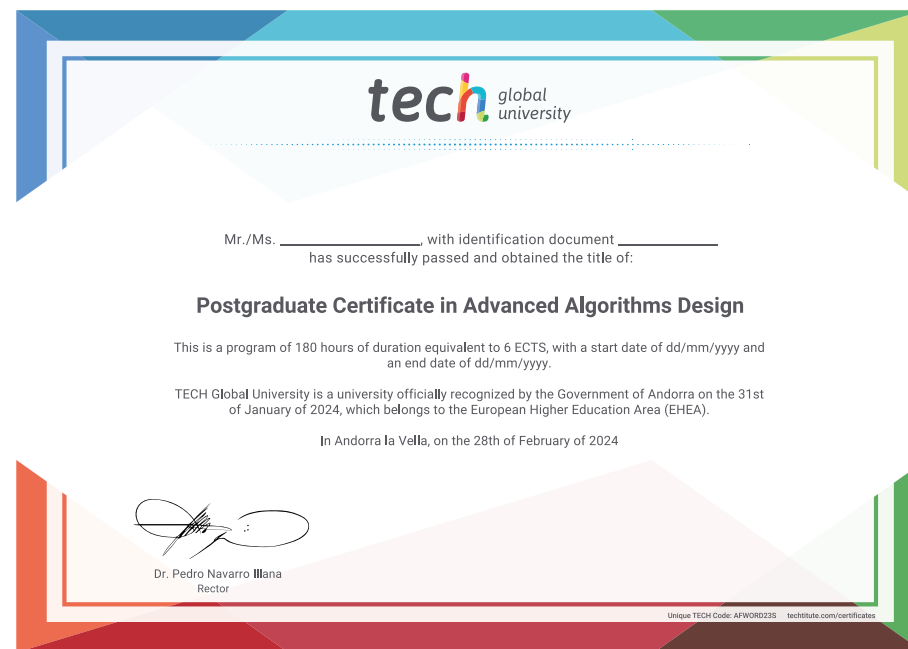 tech global university
Mr./Ms. ____________, with identification document ____________
has successfully passed and obtained the title of:
Postgraduate Certificate in Advanced Algorithms Design
This is a program of 180 hours of duration equivalent to 6 ECTS, with a start date of dd/mm/yyyy and
an end date of dd/mm/yyyy.
TECH Global University is a university officially recognized by the Government of Andorra on the 31st
of January of 2024, which belongs to the European Higher Education Area (EHEA).
In Andorra la Vella, on the 28th of February of 2024
Dr. Pedro Navarro Illana
Rector
Unique TECH Code: AFWORD23S techtitute.com/certificates